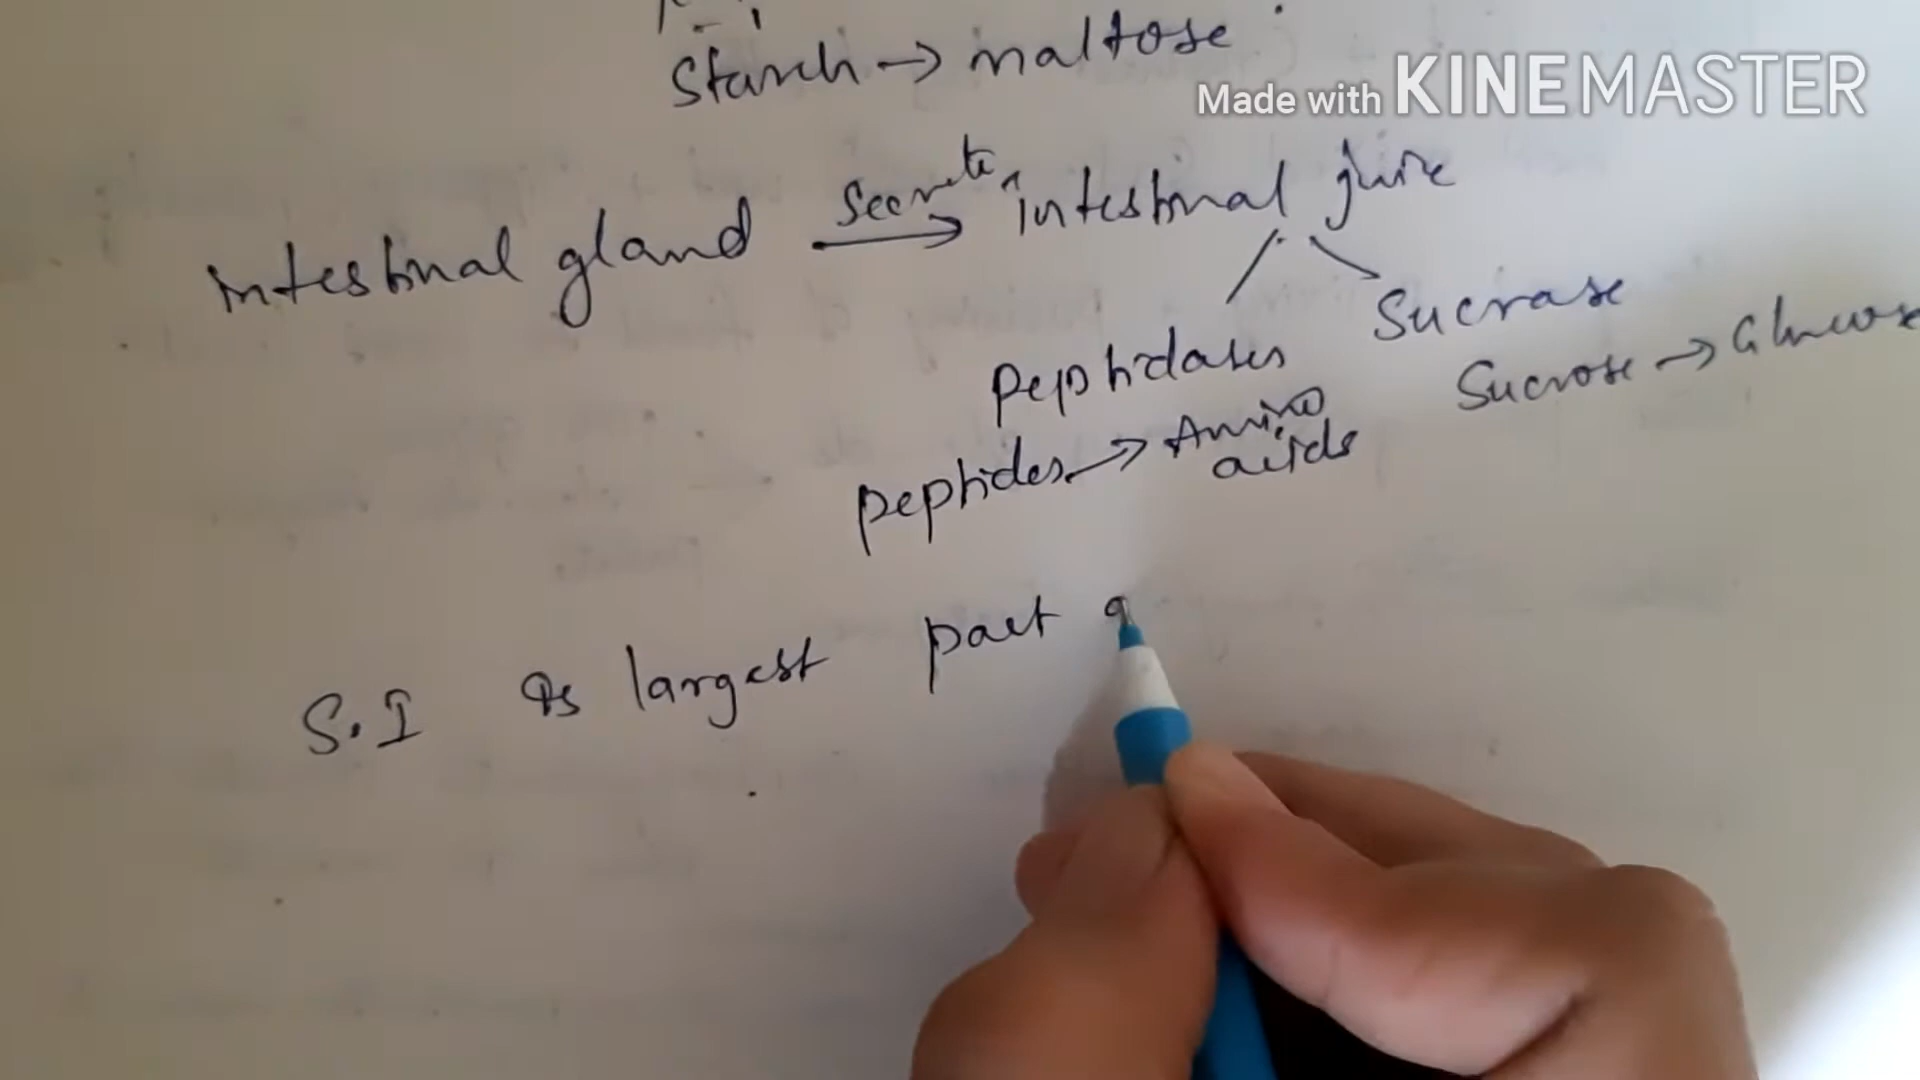 Starch → maltose
Made with KINEMASTER
intestinal gland secrete → intestinal juice
Peptidases Sucrase
peptides → Amino acids Sucrose → Glucose
S.I is largest part